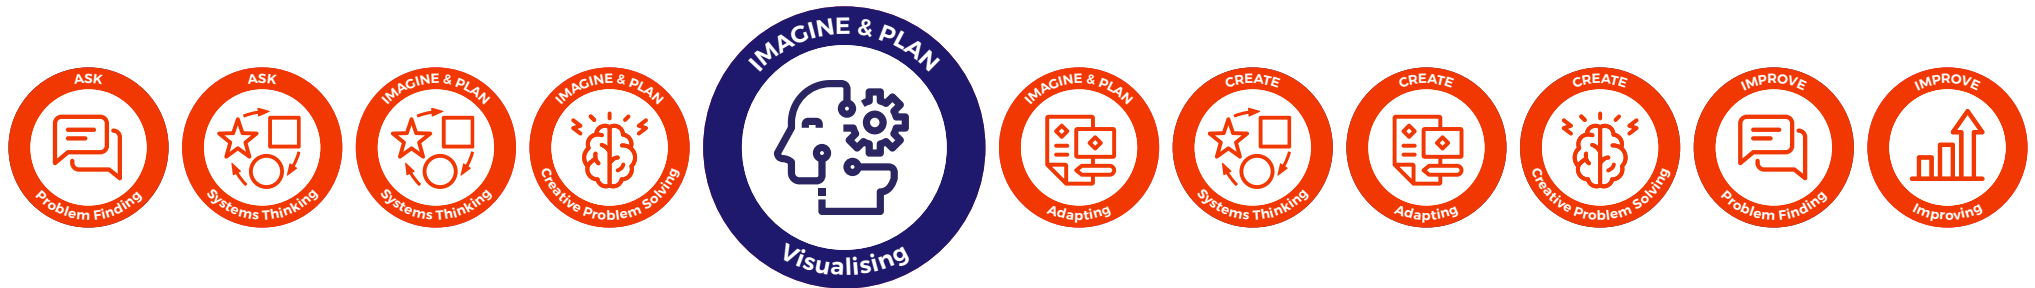 ASK
Problem Finding
ASK
Systems Thinking
IMAGINE & PLAN
Systems Thinking
IMAGINE & PLAN
Creative Problem Solving
IMAGINE & PLAN
Visualising
IMAGINE & PLAN
Adapting
CREATE
Systems Thinking
CREATE
Adapting
CREATE
Creative Problem Solving
IMPROVE
Problem Finding
IMPROVE
Improving